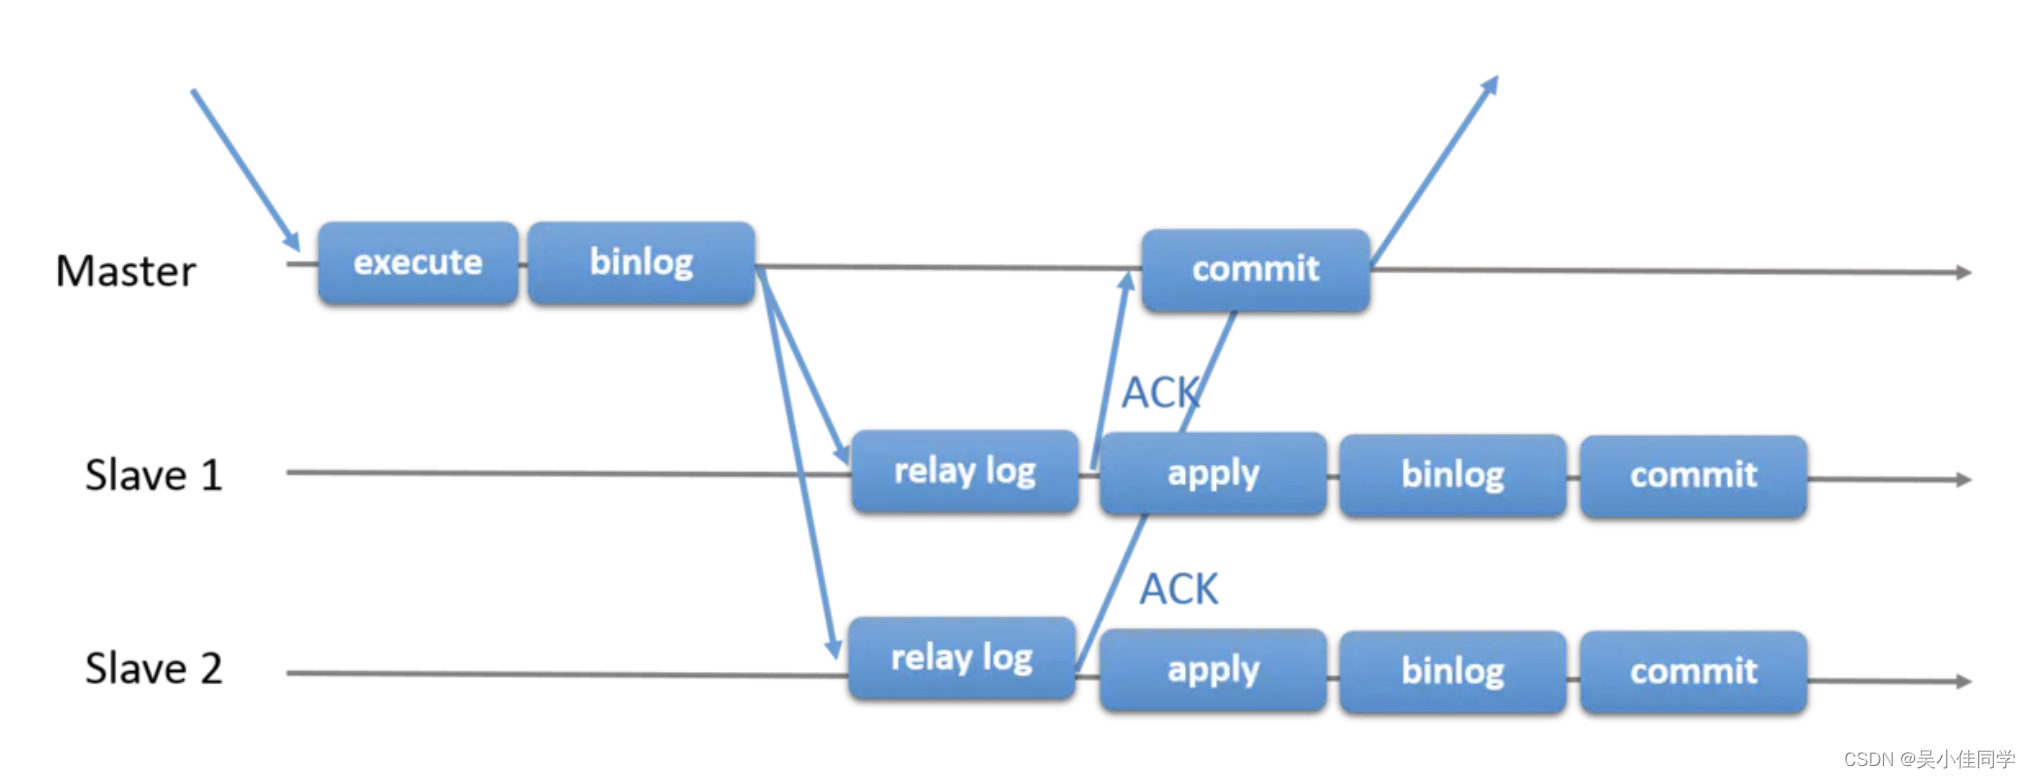 Master
execute
binlog
commit
ACK
Slave 1
relay log
apply
binlog
commit
ACK
Slave 2
relay log
apply
binlog
commit
CSDN @吴小佳同学